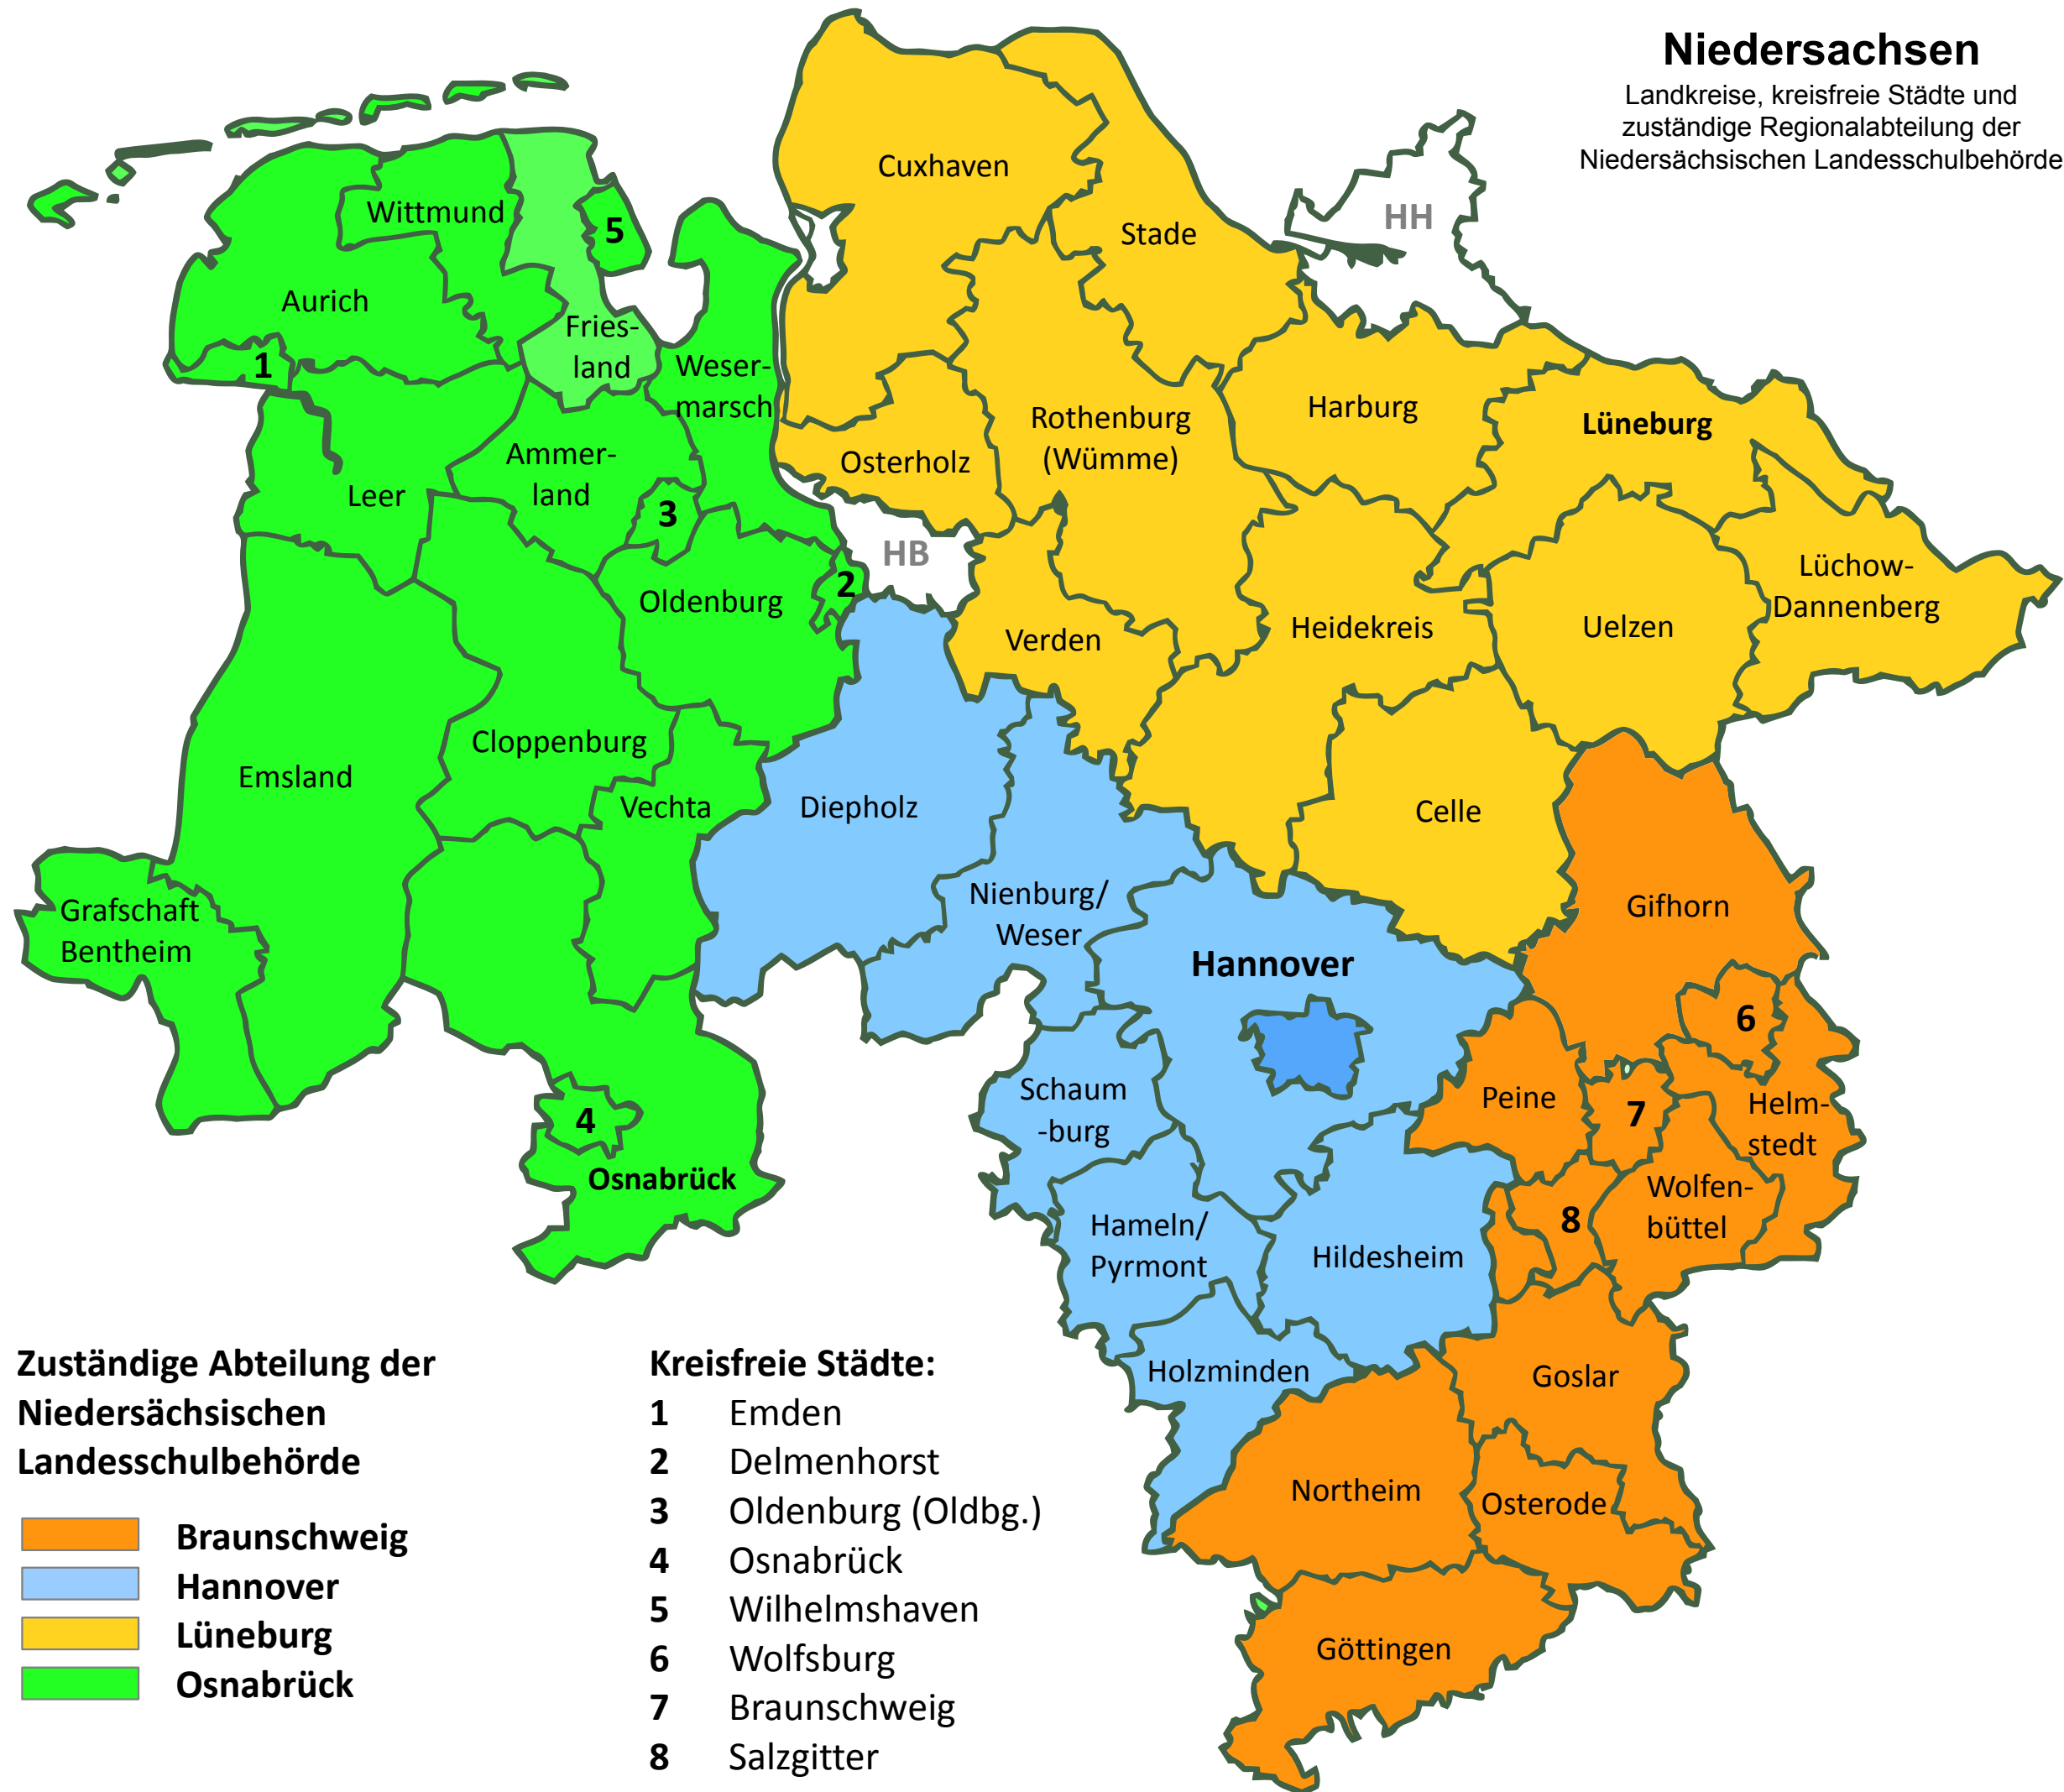 Niedersachsen
Landkreise, kreisfreie Städte und
zuständige Regionalabteilung der
Niedersächsischen Landesschulbehörde
Cuxhaven
Wittmund
5
HH
Stade
Aurich
Fries-
land
1
Weser-
marsch
Rothenburg
(Wümme)
Harburg
Lüneburg
Osterholz
Ammer-
land
Leer
3
HB
2
Oldenburg
Lüchow-
Dannenberg
Verden
Heidekreis
Uelzen
Cloppenburg
Emsland
Vechta
Diepholz
Celle
Nienburg/
Weser
Gifhorn
Grafschaft
Bentheim
Hannover
6
Schaum
-burg
Peine
7
Helm-
stedt
4
Osnabrück
Wolfen-
büttel
8
Hameln/
Pyrmont
Hildesheim
Holzminden
Goslar
Northeim
Osterode
Göttingen
Zuständige Abteilung der
Niedersächsischen
Landesschulbehörde
Braunschweig
Hannover
Lüneburg
Osnabrück
Kreisfreie Städte:
1 Emden
2 Delmenhorst
3 Oldenburg (Oldbg.)
4 Osnabrück
5 Wilhelmshaven
6 Wolfsburg
7 Braunschweig
8 Salzgitter